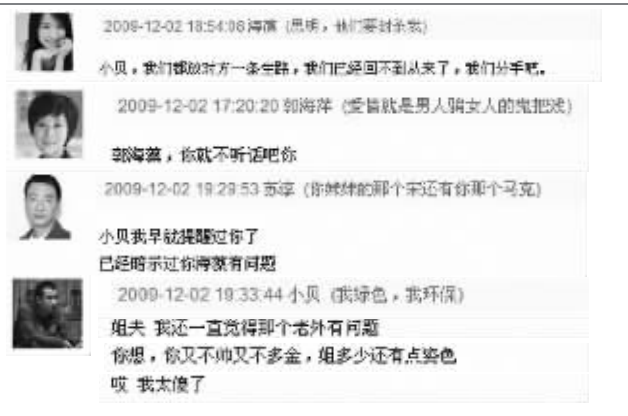 2009-12-02 18:54:06 海藻 (思明，他们要封杀我)
小贝，我们都放对方一条生路，我们已经回不到从来了，我们分手吧。
2009-12-02 17:20:20 郭海萍 (爱情就是男人骗女人的鬼把戏)
郭海藻，你就不听话吧你
2009-12-02 19:29:53 苏淳 (你妹妹的那个宋还有你那个马克)
小贝我早就提醒过你了
已经暗示过你海藻有问题
2009-12-02 19:33:44 小贝 (我绿色，我环保)
姐夫 我还一直觉得那个老外有问题
你想，你又不帅又不多金，姐多少还有点姿色
哎 我太傻了